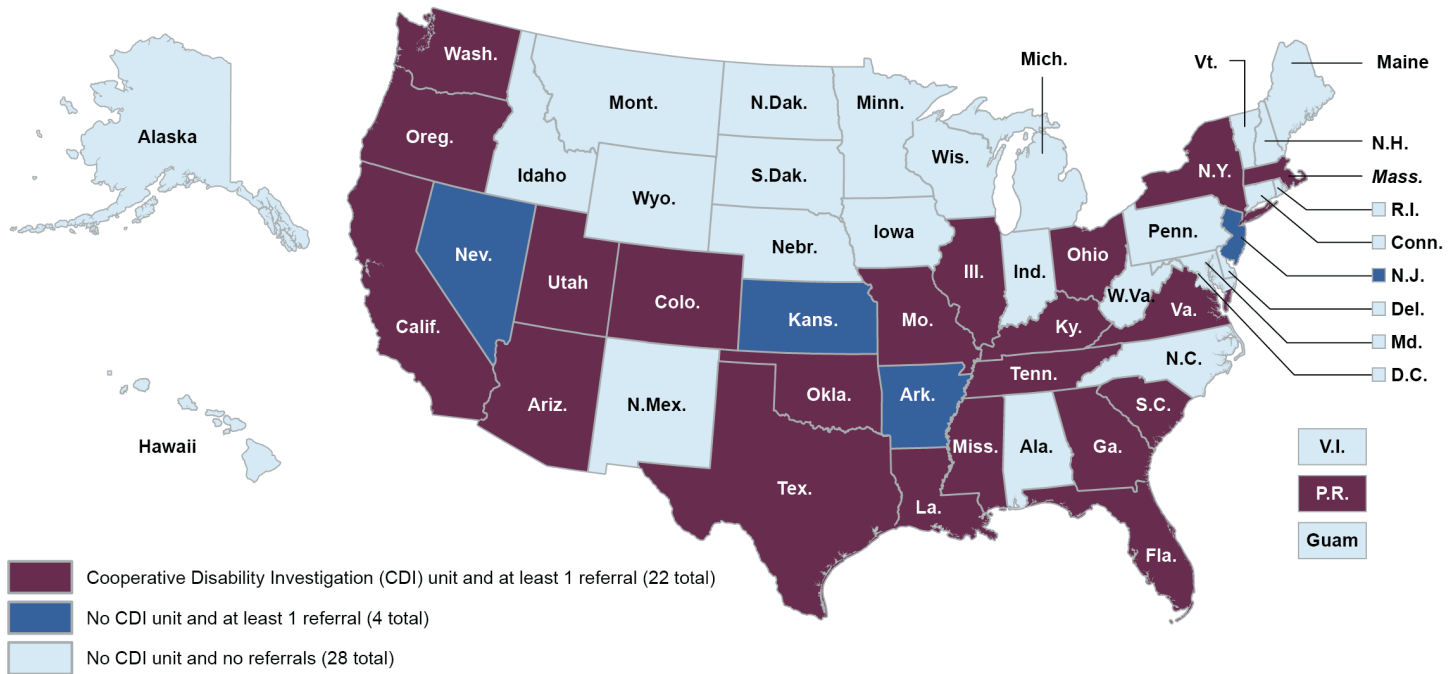 Wash.
Oreg.
Calif.
Nev.
Idaho
Mont.
Wyo.
Utah
Colo.
Ariz.
N.Mex.
N.Dak.
S.Dak.
Nebr.
Kans.
Okla.
Tex.
Minn.
Iowa
Mo.
Ark.
La.
Wis.
Ill.
Mich.
Ind.
Ohio
Ky.
Tenn.
Miss.
Ala.
Ga.
Fla.
S.C.
N.C.
Va.
W.Va.
Penn.
N.Y.
Vt.
Maine
N.H.
Mass.
R.I.
Conn.
N.J.
Del.
Md.
D.C.
Alaska
Hawaii
V.I.
P.R.
Guam
Cooperative Disability Investigation (CDI) unit and at least 1 referral (22 total)
No CDI unit and at least 1 referral (4 total)
No CDI unit and no referrals (28 total)